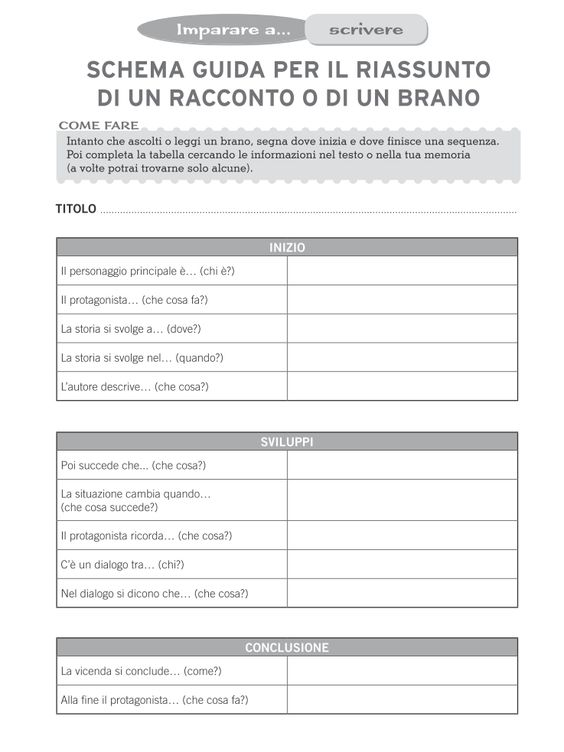 Imparare a... scrivere
SCHEMA GUIDA PER IL RIASSUNTO
DI UN RACCONTO O DI UN BRANO
COME FARE
Intanto che ascolti o leggi un brano, segna dove inizia e dove finisce una sequenza.
Poi completa la tabella cercando le informazioni nel testo o nella tua memoria
(a volte potrai trovarne solo alcune).
TITOLO
INIZIO
Il personaggio principale è… (chi è?)
Il protagonista… (che cosa fa?)
La storia si svolge a… (dove?)
La storia si svolge nel… (quando?)
L’autore descrive… (che cosa?)
SVILUPPI
Poi succede che... (che cosa?)
La situazione cambia quando…
(che cosa succede?)
Il protagonista ricorda… (che cosa?)
C’è un dialogo tra… (chi?)
Nel dialogo si dicono che… (che cosa?)
CONCLUSIONE
La vicenda si conclude… (come?)
Alla fine il protagonista… (che cosa fa?)